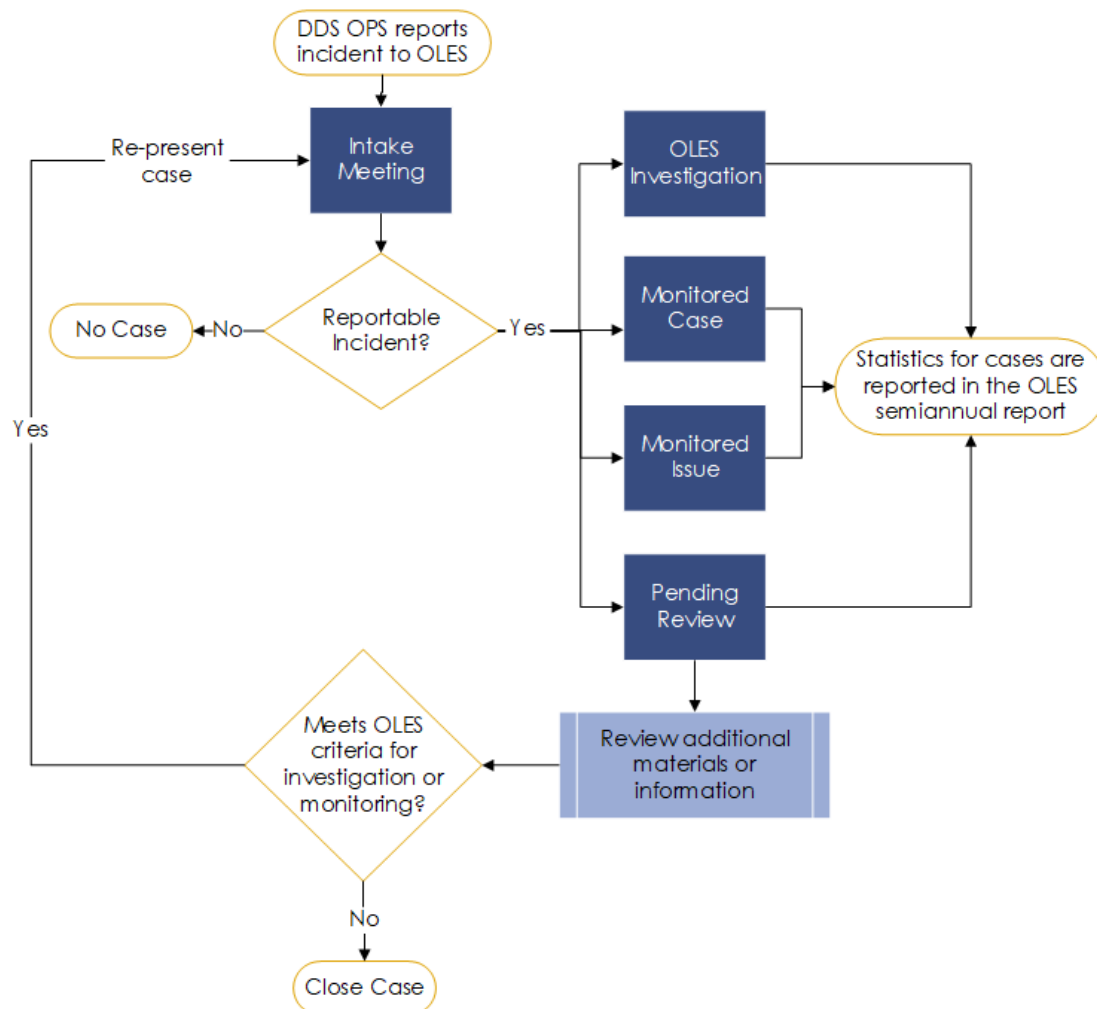 DDS OPS reports
incident to OLES
Intake
Meeting
Re-present
case
OLES
Investigation
Monitored
Case
Reportable
Incident?
No
No Case
Yes
Statistics for cases are
reported in the OLES
semiannual report
Monitored
Issue
Yes
Pending
Review
Review additional
materials or
information
Meets OLES
criteria for
investigation or
monitoring?
No
Close Case